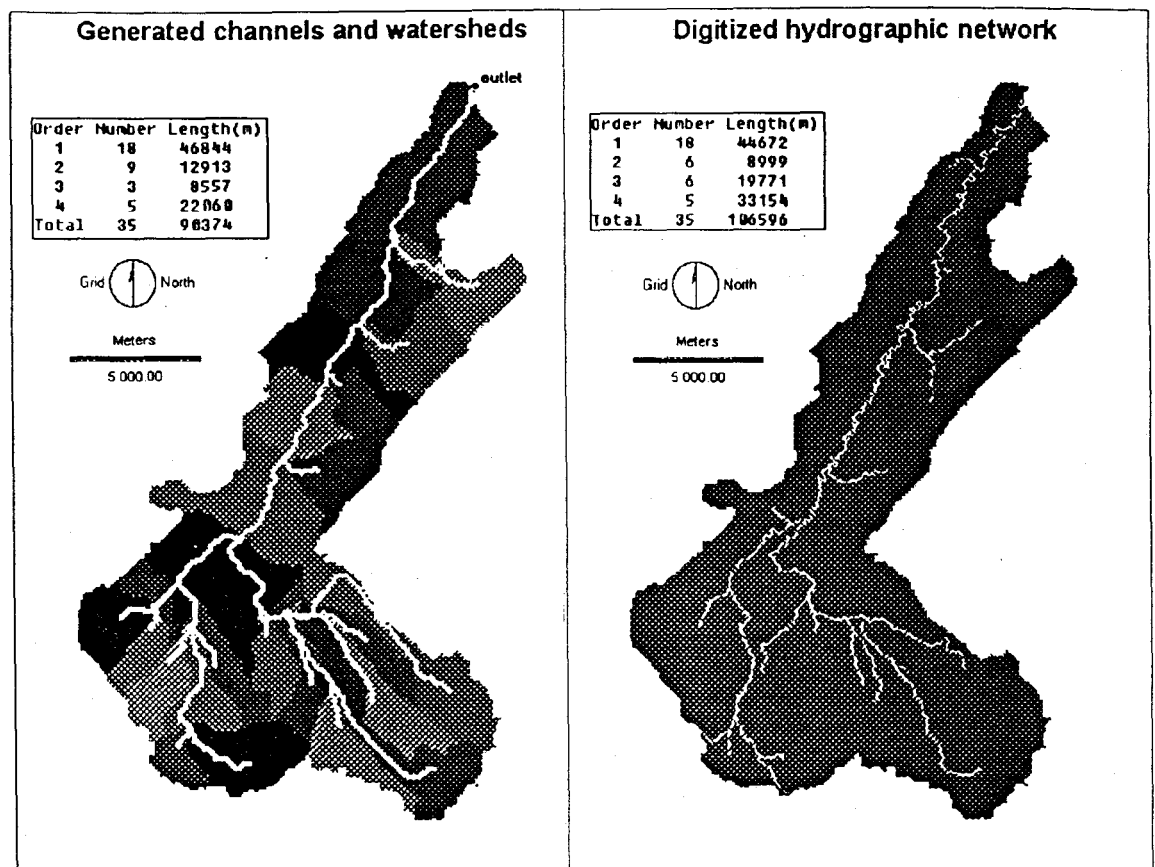 Generated channels and watersheds
outlet
Order Number Length(m)
1 18 46844
2 9 12913
3 3 8557
4 5 22060
Total 35 90374
Grid North
Meters
5 000.00
Digitized hydrographic network
Order Number Length(m)
1 18 44672
2 6 8999
3 6 19771
4 5 33154
Total 35 106596
Grid North
Meters
5 000.00